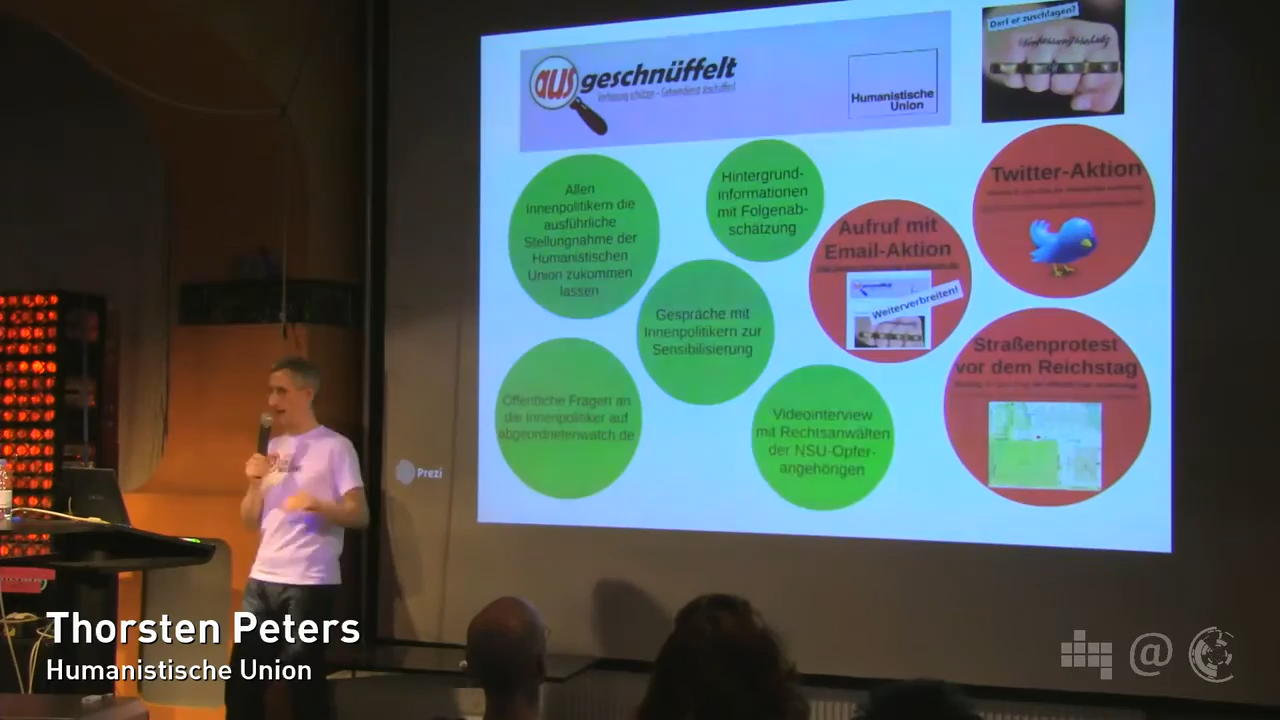 ausgeschnüffelt
Verfassung schützen - Geheimdienst abschaffen!
Humanistische
Union
Darf er zuschlagen?
Verfassungsschutz
Allen
Innenpolitikern die
ausführliche
Stellungnahme der
Humanistischen
Union zukommen
lassen
Hintergrund-
informationen
mit Folgenab-
schätzung
Aufruf mit
Email-Aktion
Weiterverbreiten!
Twitter-Aktion
Gespräche mit
Innenpolitikern zur
Sensibilisierung
Straßenprotest
vor dem Reichstag
Öffentliche Fragen an
die Innenpolitiker auf
abgeordnetenwatch.de
Videointerview
mit Rechtsanwälten
der NSU-Opfer-
angehörigen
Prezi
Thorsten Peters
Humanistische Union
@